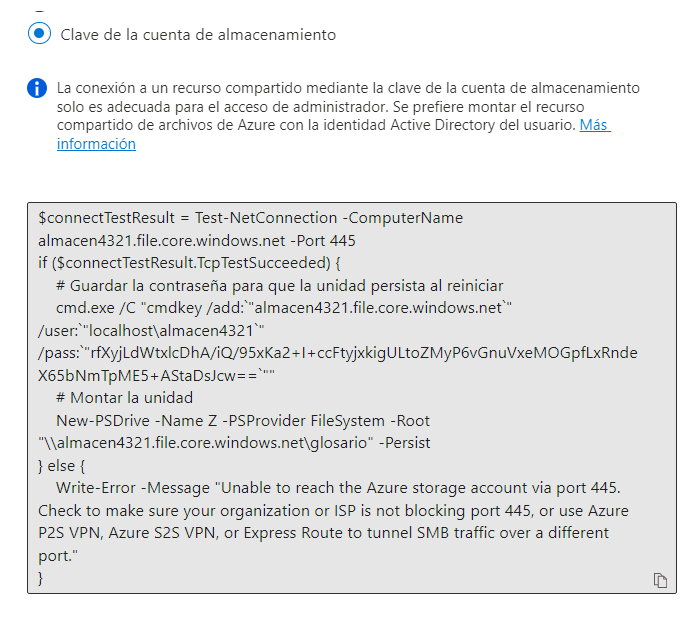 Clave de la cuenta de almacenamiento
La conexión a un recurso compartido mediante la clave de la cuenta de almacenamiento
solo es adecuada para el acceso de administrador. Se prefiere montar el recurso
compartido de archivos de Azure con la identidad Active Directory del usuario. Más
información
$connectTestResult = Test-NetConnection -ComputerName
almacen4321.file.core.windows.net -Port 445
if ($connectTestResult.TcpTestSucceeded) {
    # Guardar la contraseña para que la unidad persista al reiniciar
    cmd.exe /C "cmdkey /add:`"almacen4321.file.core.windows.net`"
/user:`"localhost\almacen4321`"
/pass:`"rfXyjLdWtxlcDhA/iQ/95xKa2+I+ccFtyjxkigULtoZMyP6vGnuVxeMOGpfLxRnde
X65bNmTpME5+AStaDsJcw==`""
    # Montar la unidad
    New-PSDrive -Name Z -PSProvider FileSystem -Root
"\\almacen4321.file.core.windows.net\glosario" -Persist
} else {
    Write-Error -Message "Unable to reach the Azure storage account via port 445.
Check to make sure your organization or ISP is not blocking port 445, or use Azure
P2S VPN, Azure S2S VPN, or Express Route to tunnel SMB traffic over a different
port."
}